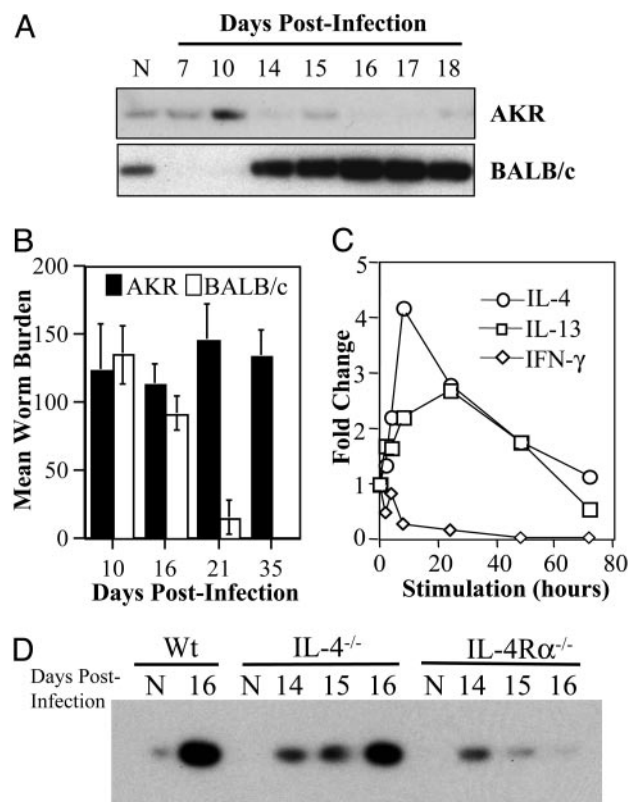 A
Days Post-Infection
N 7 10 14 15 16 17 18
AKR
BALB/c
B
200
150
100
50
0
Mean Worm Burden
AKR BALB/c
10 16 21 35
Days Post-Infection
C
5
4
3
2
1
0
Fold Change
IL-4
IL-13
IFN-γ
0 20 40 60 80
Stimulation (hours)
D
Wt IL-4-/- IL-4Rα-/-
Days Post-
Infection
N 16 N 14 15 16 N 14 15 16